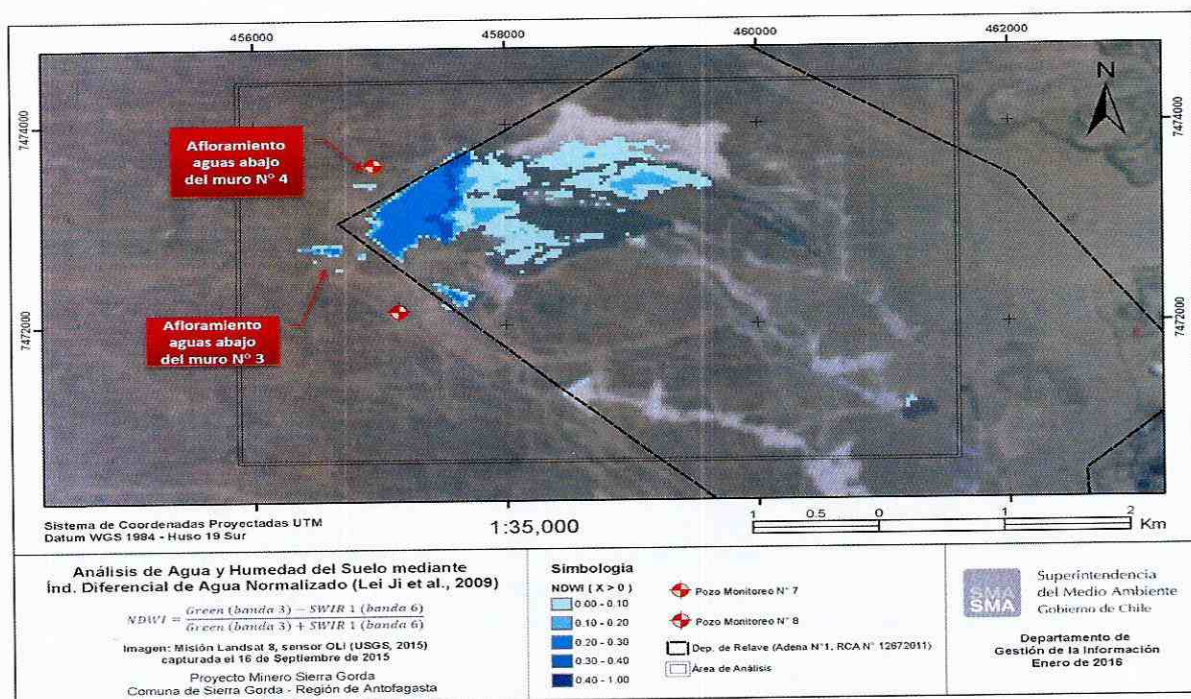 456000
458000
460000
462000
N
7474000
7474000
Afloramiento
aguas abajo
del muro N° 4
Afloramiento
aguas abajo
del muro N° 3
7472000
7472000
Sistema de Coordenadas Proyectadas UTM
Datum WGS 1984 - Huso 19 Sur
1:35,000
1 0.5 0 1 2
Km
Análisis de Agua y Humedad del Suelo mediante
Índ. Diferencial de Agua Normalizado (Lei Ji et al., 2009)
NDWI = Green (banda 3) − SWIR 1 (banda 6)
Green (banda 3) + SWIR 1 (banda 6)
Imagen: Misión Landsat 8, sensor OLI (USGS, 2015)
capturada el 16 de Septiembre de 2015
Proyecto Minero Sierra Gorda
Comuna de Sierra Gorda - Región de Antofagasta
Simbología
NDWI ( X > 0 )
0.00 - 0.10
0.10 - 0.20
0.20 - 0.30
0.30 - 0.40
0.40 - 1.00
Pozo Monitoreo N° 7
Pozo Monitoreo N° 8
Dep. de Relave (Adena N°1, RCA N° 12672011)
Área de Análisis
SMA
SMA
Superintendencia
del Medio Ambiente
Gobierno de Chile
Departamento de
Gestión de la Información
Enero de 2016